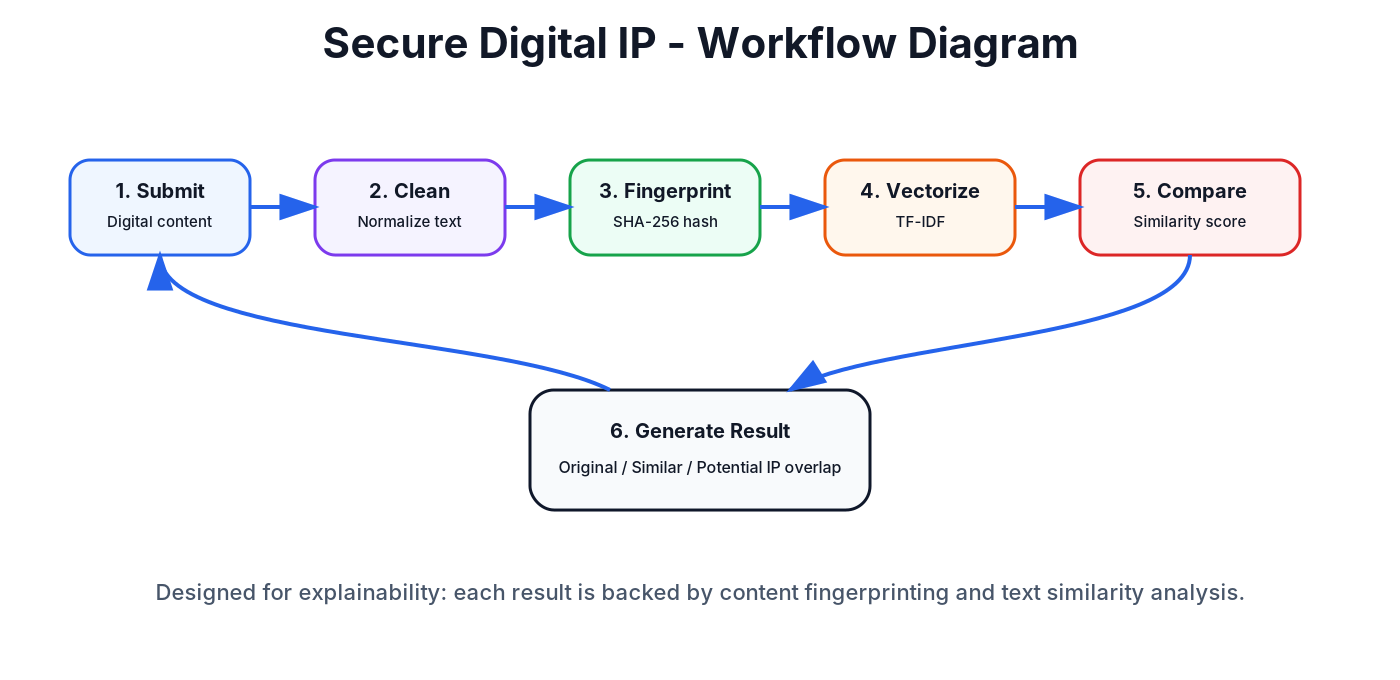 Secure Digital IP - Workflow Diagram
1. Submit
Digital content
2. Clean
Normalize text
3. Fingerprint
SHA-256 hash
4. Vectorize
TF-IDF
5. Compare
Similarity score
6. Generate Result
Original / Similar / Potential IP overlap
Designed for explainability: each result is backed by content fingerprinting and text similarity analysis.